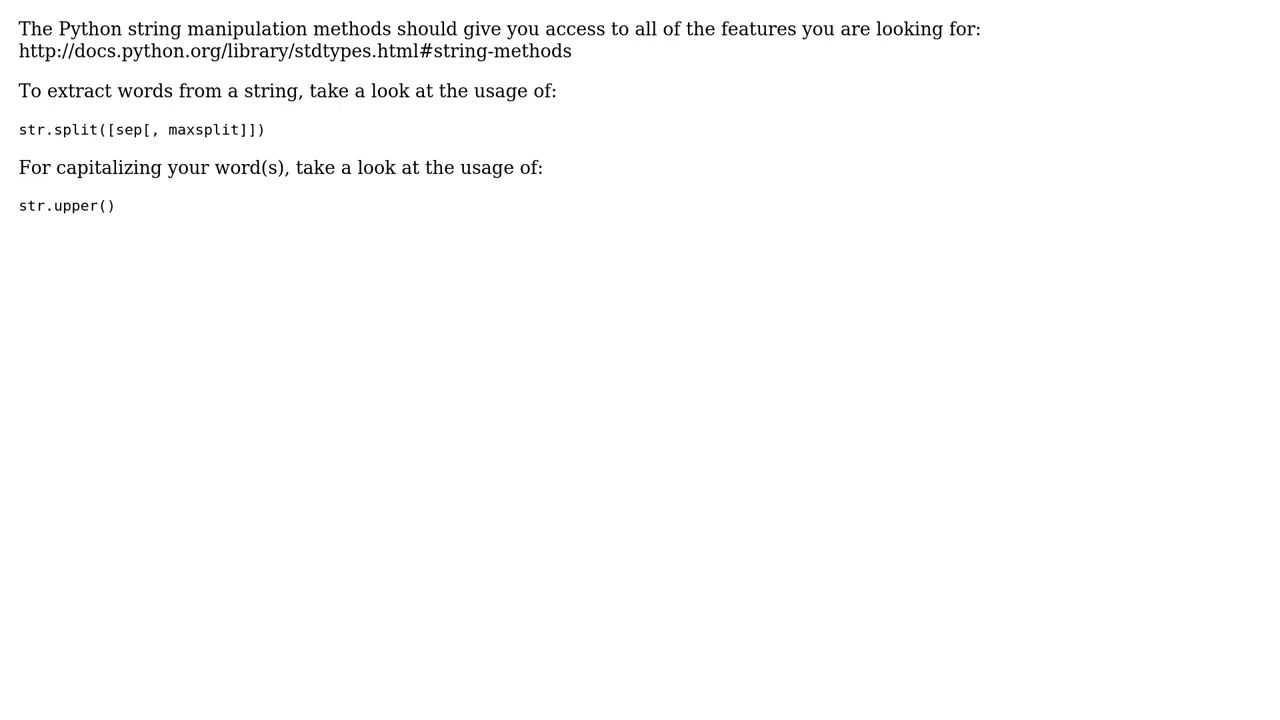 The Python string manipulation methods should give you access to all of the features you are looking for:
http://docs.python.org/library/stdtypes.html#string-methods
To extract words from a string, take a look at the usage of:
str.split([sep[, maxsplit]])
For capitalizing your word(s), take a look at the usage of:
str.upper()